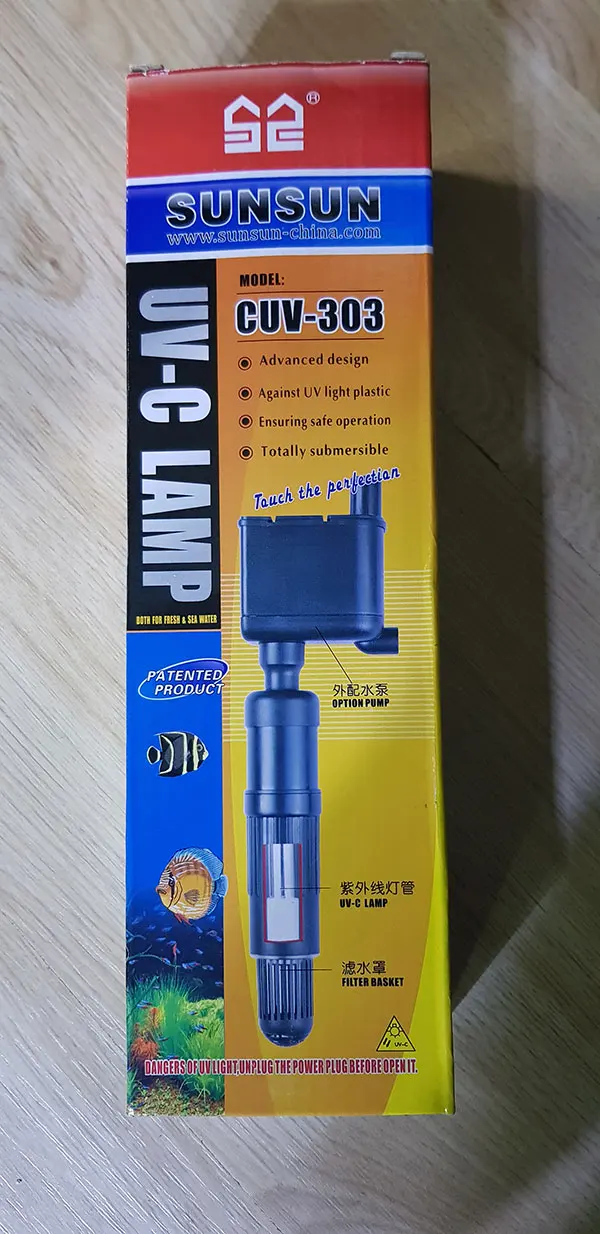 ®
SUNSUN
www.sunsun-china.com
UV-C LAMP
BOTH FOR FRESH & SEA WATER
MODEL:
CUV-303
Advanced design
Against UV light plastic
Ensuring safe operation
Totally submersible
Touch the perfection
PATENTED
PRODUCT
外配水泵
OPTION PUMP
紫外线灯管
UV-C LAMP
滤水罩
FILTER BASKET
UV-C
DANGERS OF UV LIGHT,UNPLUG THE POWER PLUG BEFORE OPEN IT.